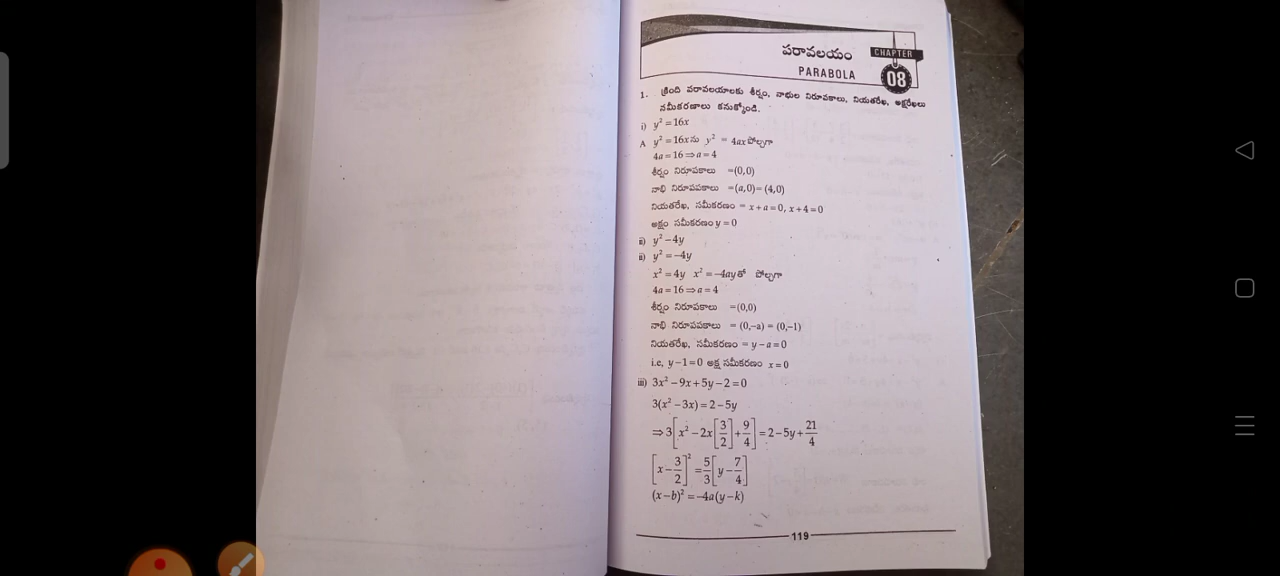 పరావలయం
PARABOLA
CHAPTER
08
1. క్రింది పరావలయాలకు శీర్షం, నాభుల నిరూపకాలు, నియతరేఖ, అక్షరేఖలు
సమీకరణాలు కనుక్కోండి.
i) y² = 16x
A y² = 16x ను y² = 4ax పోల్చగా
4a = 16 ⇒ a = 4
శీర్షం నిరూపకాలు =(0,0)
నాభి నిరూపపకాలు =(a,0)=(4,0)
నియతరేఖ, సమీకరణం = x+a=0, x+4=0
అక్షం సమీకరణం y=0
ii) y² – 4y
ii) y² = –4y
x² = 4y x² = –4ay తో పోల్చగా
4a = 16 ⇒ a = 4
శీర్షం నిరూపకాలు =(0,0)
నాభి నిరూపపకాలు = (0,–a) = (0,–1)
నియతరేఖ, సమీకరణం = y–a=0
i.e, y–1=0 అక్ష సమీకరణం x=0
iii) 3x² – 9x + 5y – 2 = 0
3(x² – 3x) = 2 – 5y
⇒ 3[x² – 2x[3/2] + 9/4] = 2 – 5y + 21/4
[x – 3/2]² = 5/3[y – 7/4]
(x–b)² = –4a(y–k)
119